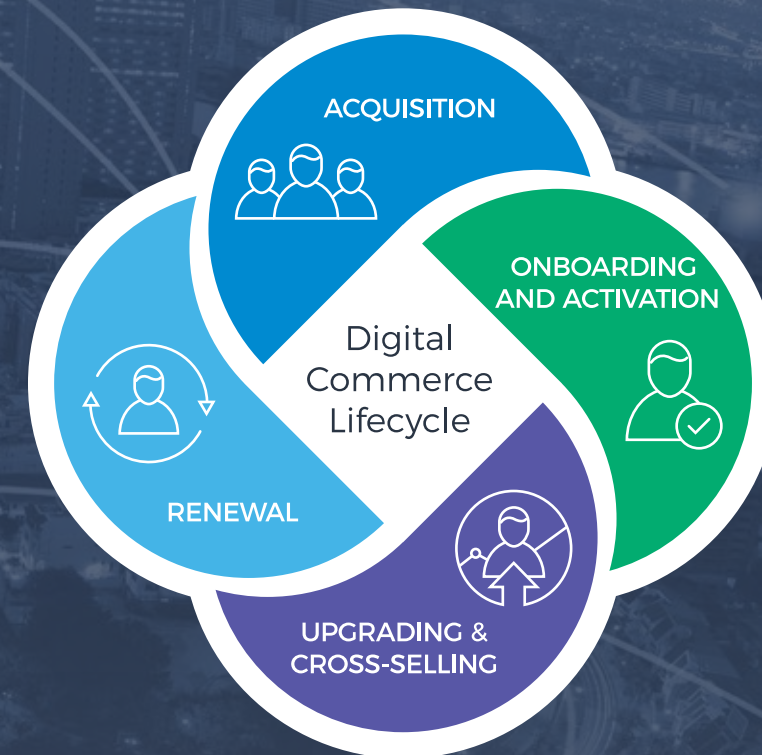 ACQUISITION
ONBOARDING
AND ACTIVATION
Digital
Commerce
Lifecycle
RENEWAL
UPGRADING &
CROSS-SELLING